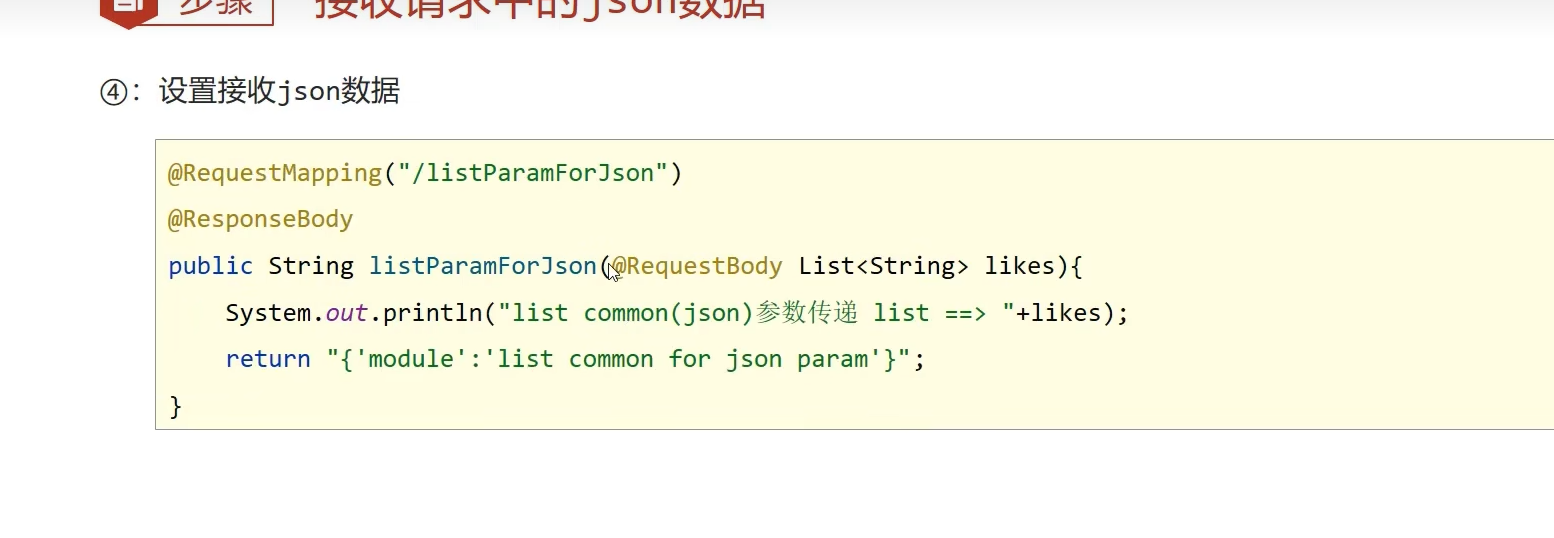 步骤 接收请求中的json数据
④：设置接收json数据
@RequestMapping("/listParamForJson")
@ResponseBody
public String listParamForJson(@RequestBody List<String> likes){
    System.out.println("list common(json)参数传递 list ==> "+likes);
    return "{'module':'list common for json param'}";
}